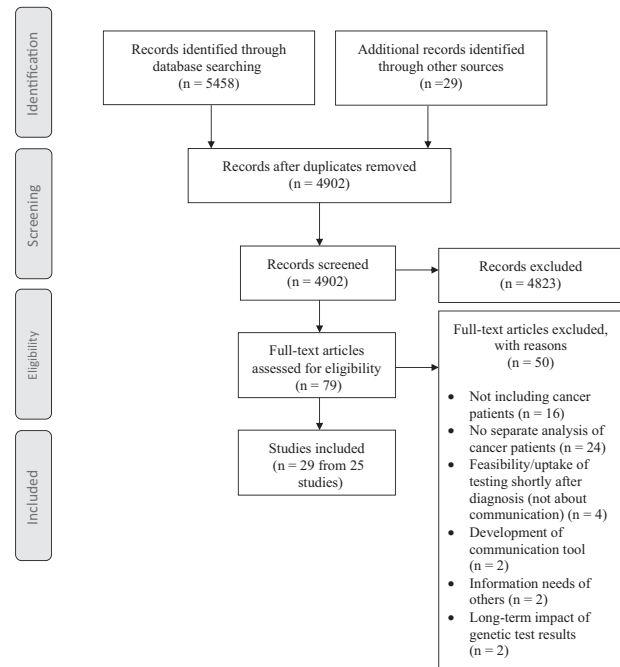 Identification
Records identified through
database searching
(n = 5458)
Additional records identified
through other sources
(n =29)
Screening
Records after duplicates removed
(n = 4902)
Records screened
(n = 4902)
Records excluded
(n = 4823)
Eligibility
Full-text articles
assessed for eligibility
(n = 79)
Full-text articles excluded,
with reasons
(n = 50)
• Not including cancer
patients (n = 16)
• No separate analysis of
cancer patients (n = 24)
• Feasibility/uptake of
testing shortly after
diagnosis (not about
communication) (n = 4)
• Development of
communication tool
(n = 2)
• Information needs of
others (n = 2)
• Long-term impact of
genetic test results
(n = 2)
Included
Studies included
(n = 29 from 25
studies)